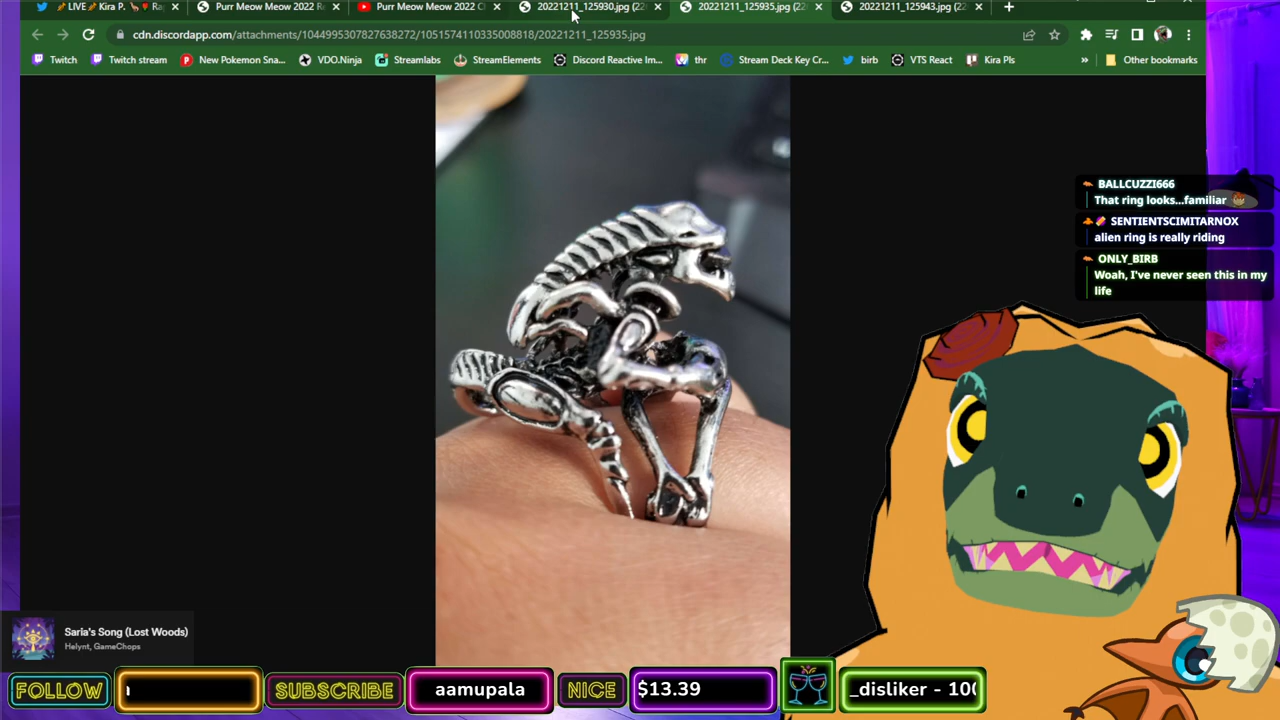 LIVE
Kira P.
Purr Meow Meow 2022 R
Purr Meow Meow 2022 C
20221211_125930.jpg (22
20221211_125935.jpg (22
20221211_125943.jpg (22
cdn.discordapp.com/attachments/1044995307827638272/1051574110335008818/20221211_125935.jpg
Twitch
Twitch stream
New Pokemon Sna...
VDO.Ninja
Streamlabs
StreamElements
Discord Reactive Im...
thr
Stream Deck Key Cr...
birb
VTS React
Kira Pls
Other bookmarks
BALLCUZZI666
That ring looks...familiar
SENTIENTSCIMITARNOX
alien ring is really riding
ONLY_BIRB
Woah, I've never seen this in my
life
Saria's Song (Lost Woods)
Helynt, GameChops
FOLLOW
SUBSCRIBE
aamupala
NICE
$13.39
_disliker - 100